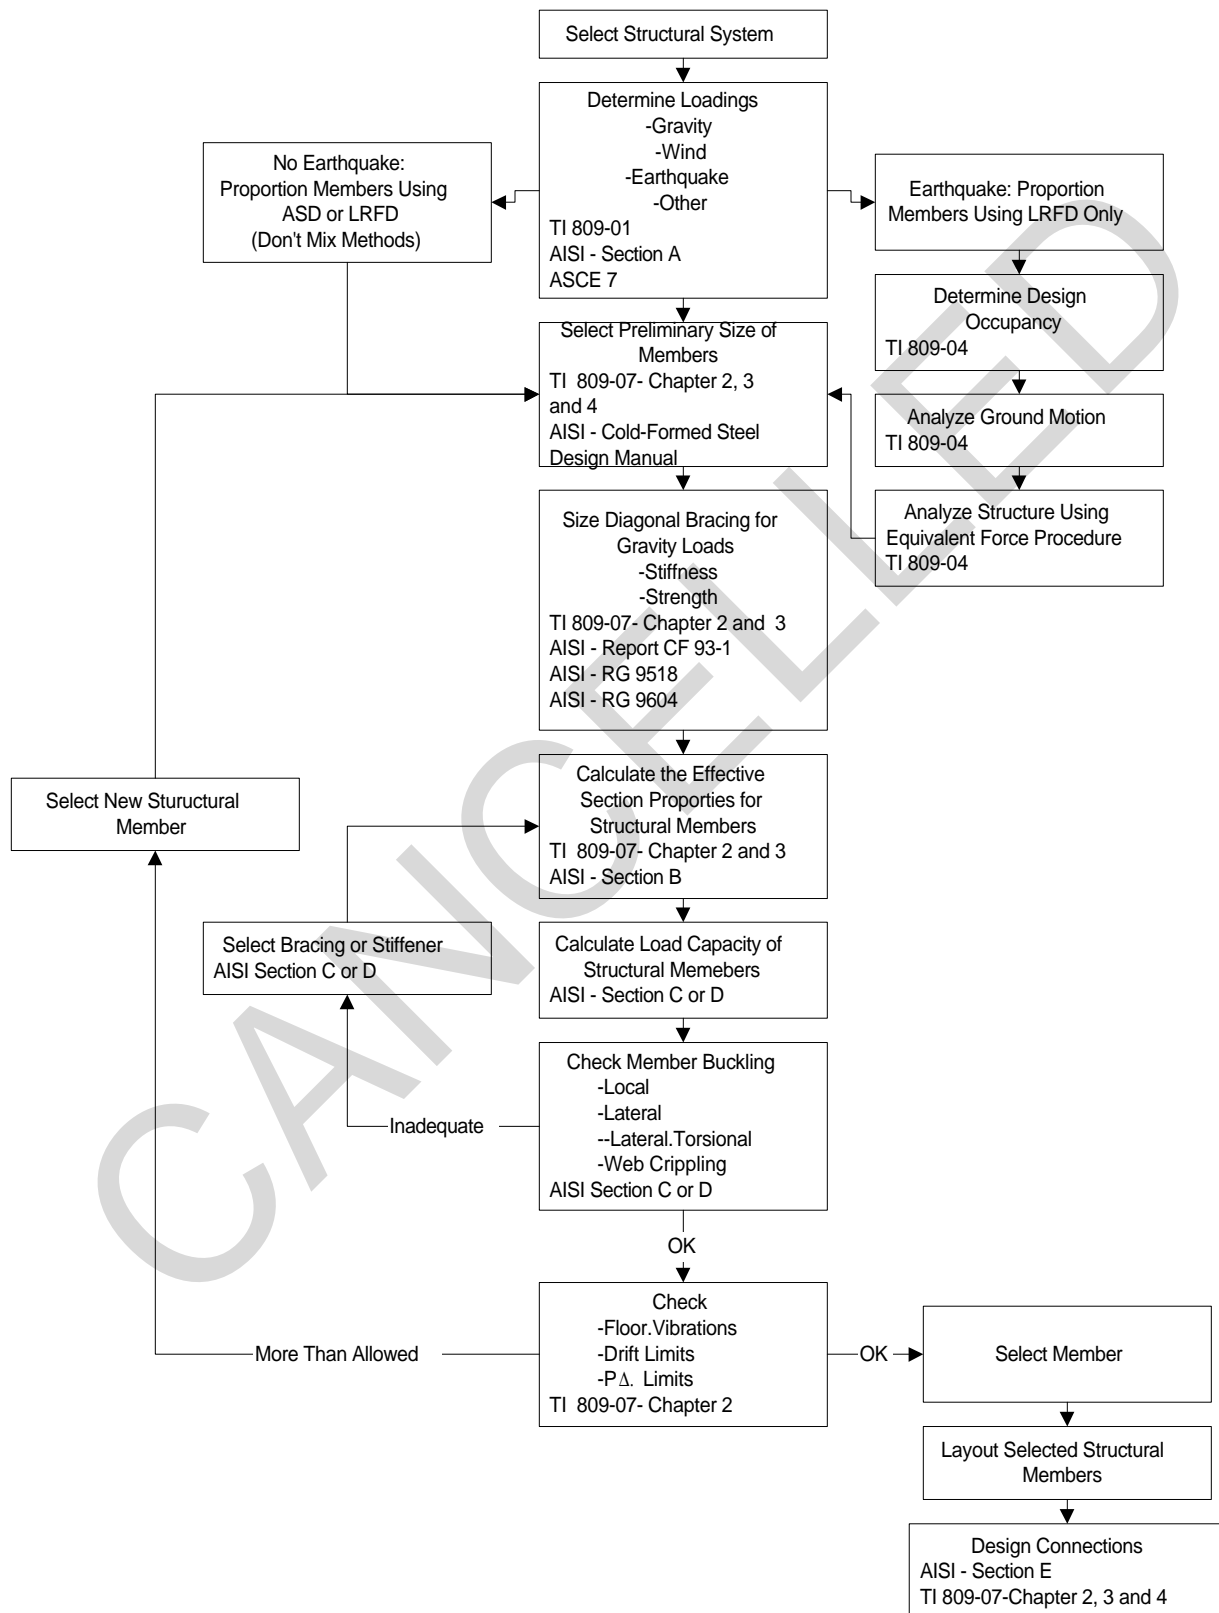 Select Structural System
Determine Loadings
-Gravity
-Wind
-Earthquake
-Other
TI 809-01
AISI - Section A
ASCE 7
No Earthquake:
Proportion Members Using
ASD or LRFD
(Don't Mix Methods)
Earthquake: Proportion
Members Using LRFD Only
Determine Design
Occupancy
TI 809-04
Select Preliminary Size of
Members
TI 809-07- Chapter 2, 3
and 4
AISI - Cold-Formed Steel
Design Manual
Analyze Ground Motion
TI 809-04
Analyze Structure Using
Equivalent Force Procedure
TI 809-04
Size Diagonal Bracing for
Gravity Loads
-Stiffness
-Strength
TI 809-07- Chapter 2 and 3
AISI - Report CF 93-1
AISI - RG 9518
AISI - RG 9604
Select New Stuructural
Member
Calculate the Effective
Section Proporties for
Structural Members
TI 809-07- Chapter 2 and 3
AISI - Section B
Select Bracing or Stiffener
AISI Section C or D
Calculate Load Capacity of
Structural Memebers
AISI - Section C or D
Check Member Buckling
-Local
-Lateral
--Lateral.Torsional
-Web Crippling
AISI Section C or D
Inadequate
OK
Check
-Floor.Vibrations
-Drift Limits
-PΔ. Limits
TI 809-07- Chapter 2
More Than Allowed
OK
Select Member
Layout Selected Structural
Members
Design Connections
AISI - Section E
TI 809-07-Chapter 2, 3 and 4
CANCELLED